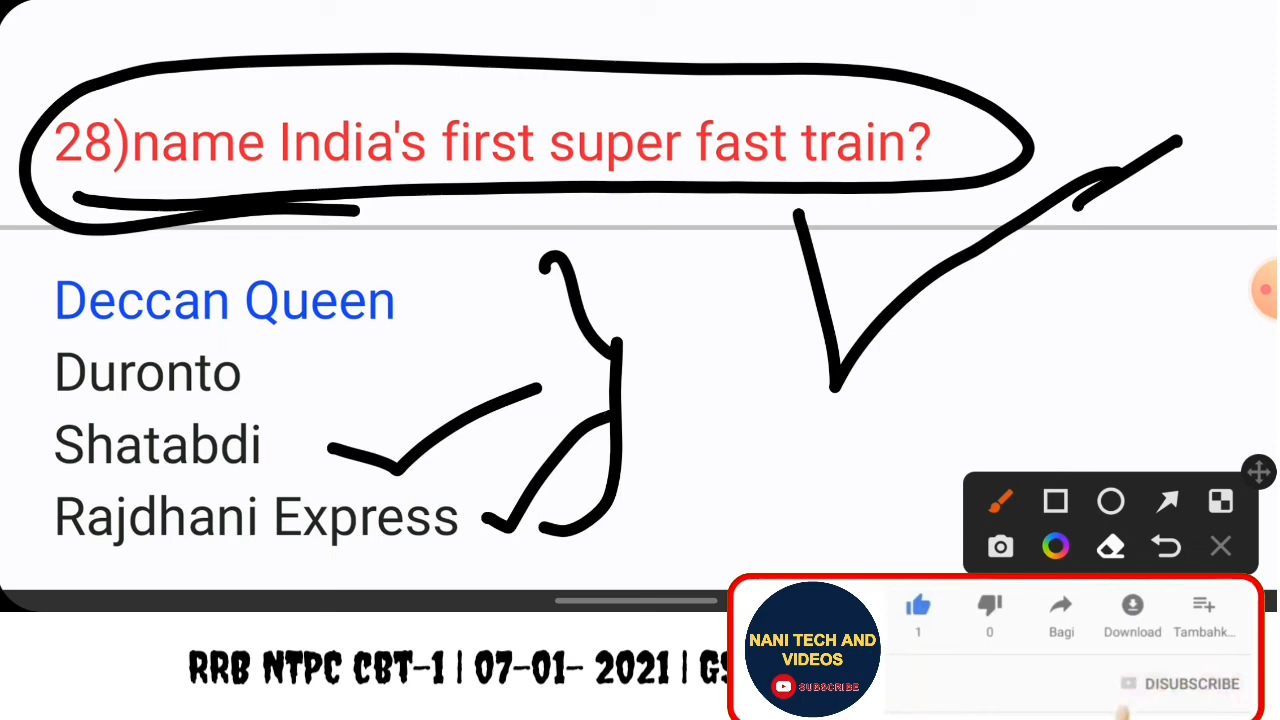 28)name India's first super fast train?
Deccan Queen
Duronto
Shatabdi
Rajdhani Express
RRB NTPC CBT-1 | 07-01- 2021 | GS
NANI TECH AND
VIDEOS
SUBSCRIBE
1
0
Bagi
Download
Tambahk...
DISUBSCRIBE